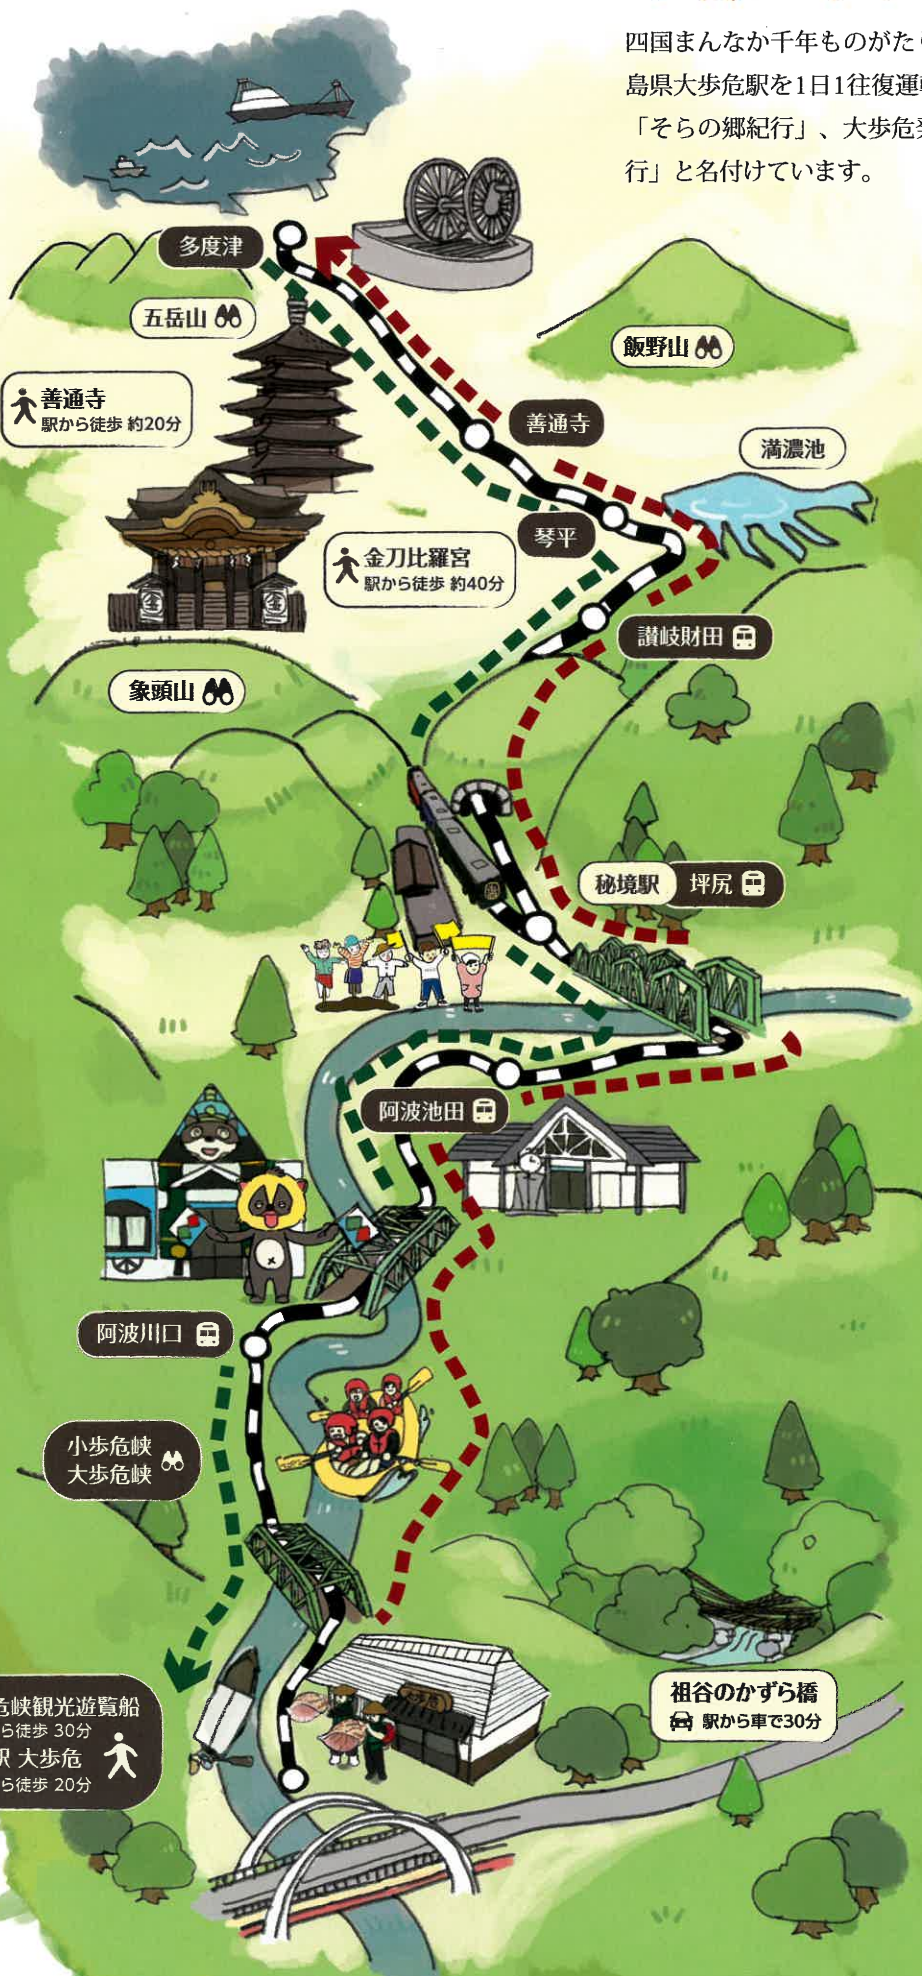 四国まんなか千年ものがたり
島県大歩危駅を1日1往復運
「そらの郷紀行」、大歩危
行」と名付けています。
多度津
五岳山
飯野山
善通寺
駅から徒歩 約20分
善通寺
満濃池
琴平
金刀比羅宮
駅から徒歩 約40分
讃岐財田
象頭山
金
金
秘境駅 坪尻
阿波池田
阿波川口
小歩危峡
大歩危峡
危峡観光遊覧船
ら徒歩 30分
駅 大歩危
ら徒歩 20分
祖谷のかずら橋
駅から車で30分